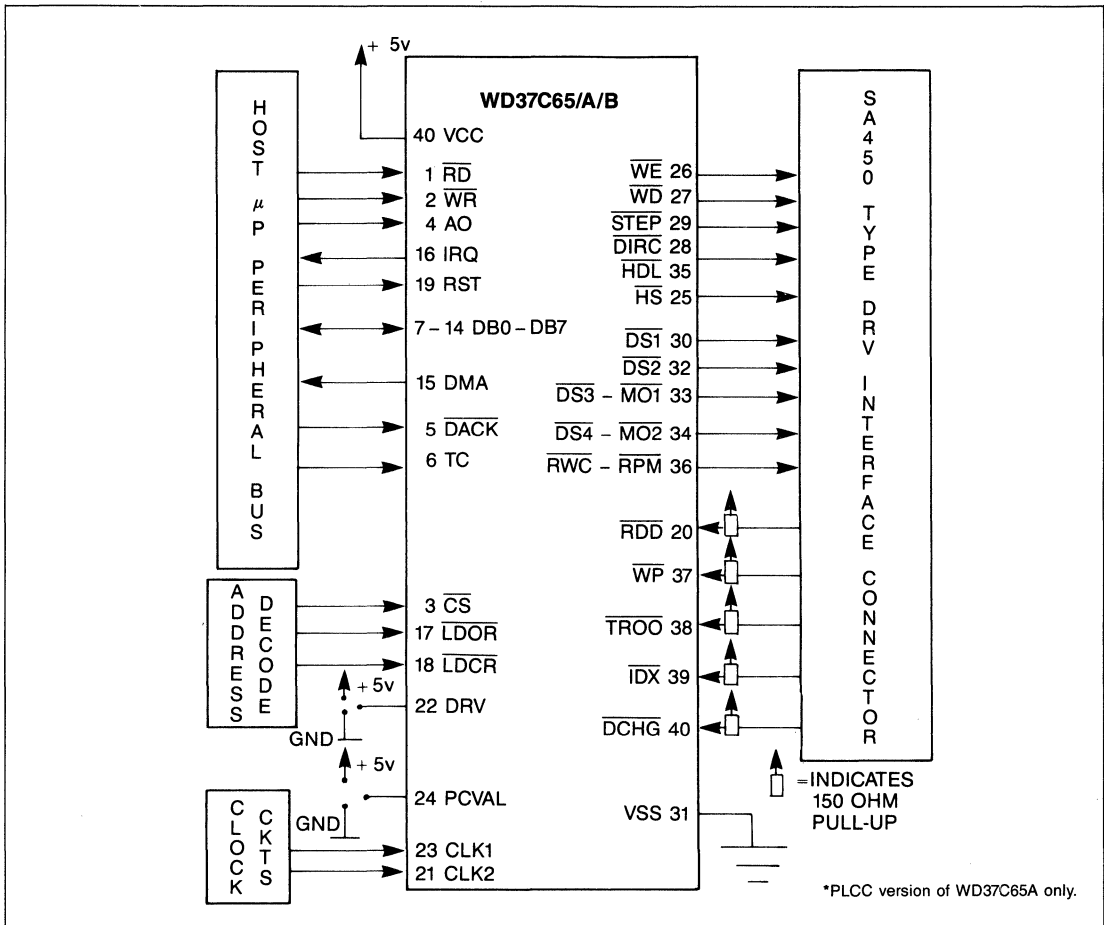 + 5v
WD37C65/A/B
HOST μP PERIPHERAL BUS
40 VCC
1 RD
2 WR
4 AO
16 IRQ
19 RST
7 – 14 DB0 – DB7
15 DMA
5 DACK
6 TC
WE 26
WD 27
STEP 29
DIRC 28
HDL 35
HS 25
DS1 30
DS2 32
DS3 – MO1 33
DS4 – MO2 34
RWC – RPM 36
RDD 20
WP 37
TROO 38
IDX 39
DCHG 40
VSS 31
SA450 TYPE DRV INTERFACE CONNECTOR
ADDRESS DECODE
3 CS
17 LDOR
18 LDCR
+ 5v
22 DRV
GND
+ 5v
24 PCVAL
GND
CLOCK CKTS
23 CLK1
21 CLK2
=INDICATES
150 OHM
PULL-UP
*PLCC version of WD37C65A only.